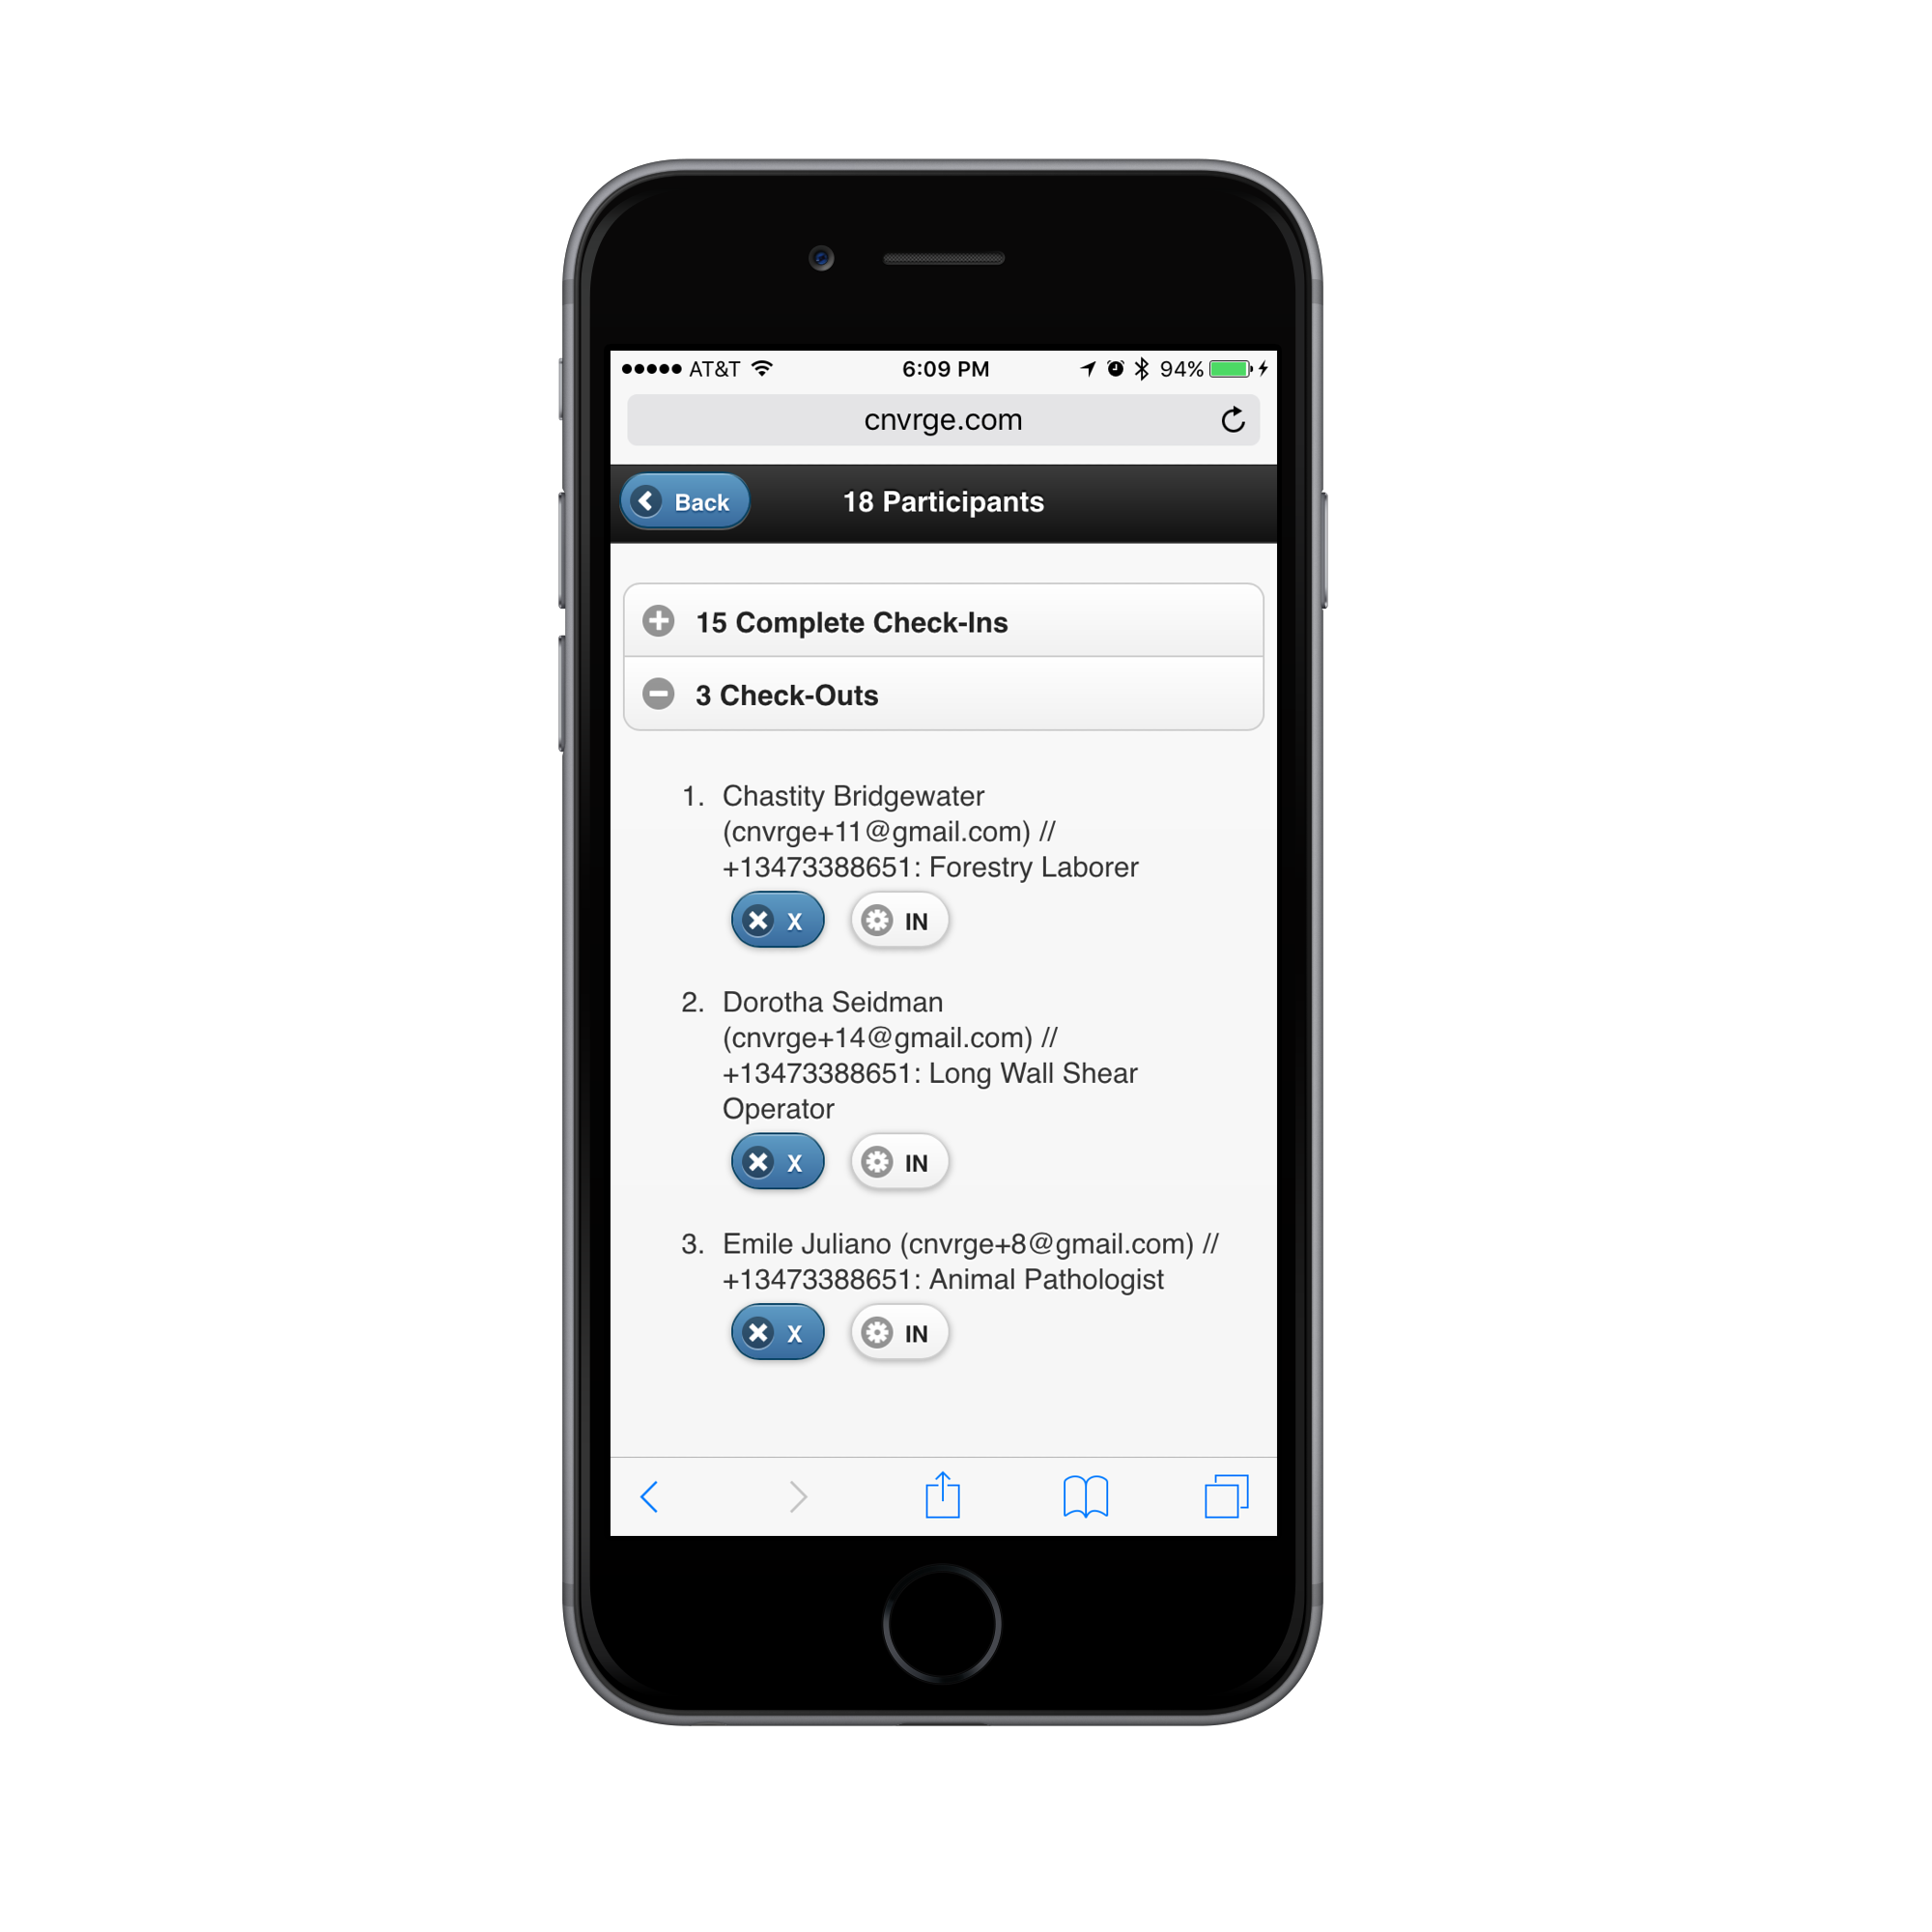 AT&T 6:09 PM 94%
cnvrge.com
Back 18 Participants
15 Complete Check-Ins
3 Check-Outs
1. Chastity Bridgewater
(cnvrge+11@gmail.com) //
+13473388651: Forestry Laborer
X IN
2. Dorotha Seidman
(cnvrge+14@gmail.com) //
+13473388651: Long Wall Shear
Operator
X IN
3. Emile Juliano (cnvrge+8@gmail.com) //
+13473388651: Animal Pathologist
X IN